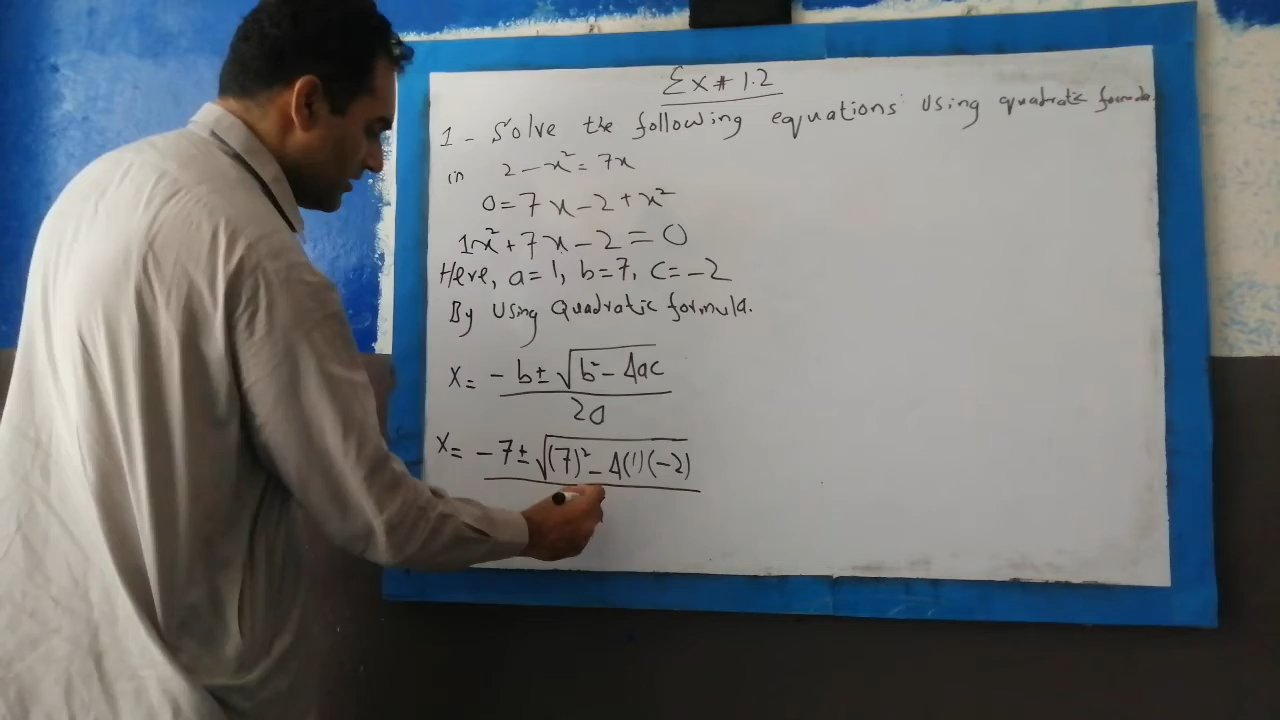 Ex # 1.2
1 - Solve the following equations using quadratic formula.
(i) 2 - x² = 7x
0 = 7x - 2 + x²
1x² + 7x - 2 = 0
Here, a = 1, b = 7, c = -2
By using Quadratic formula.
x = -b ± √(b² - 4ac)
2a
x = -7 ± √((7)² - 4(1)(-2))